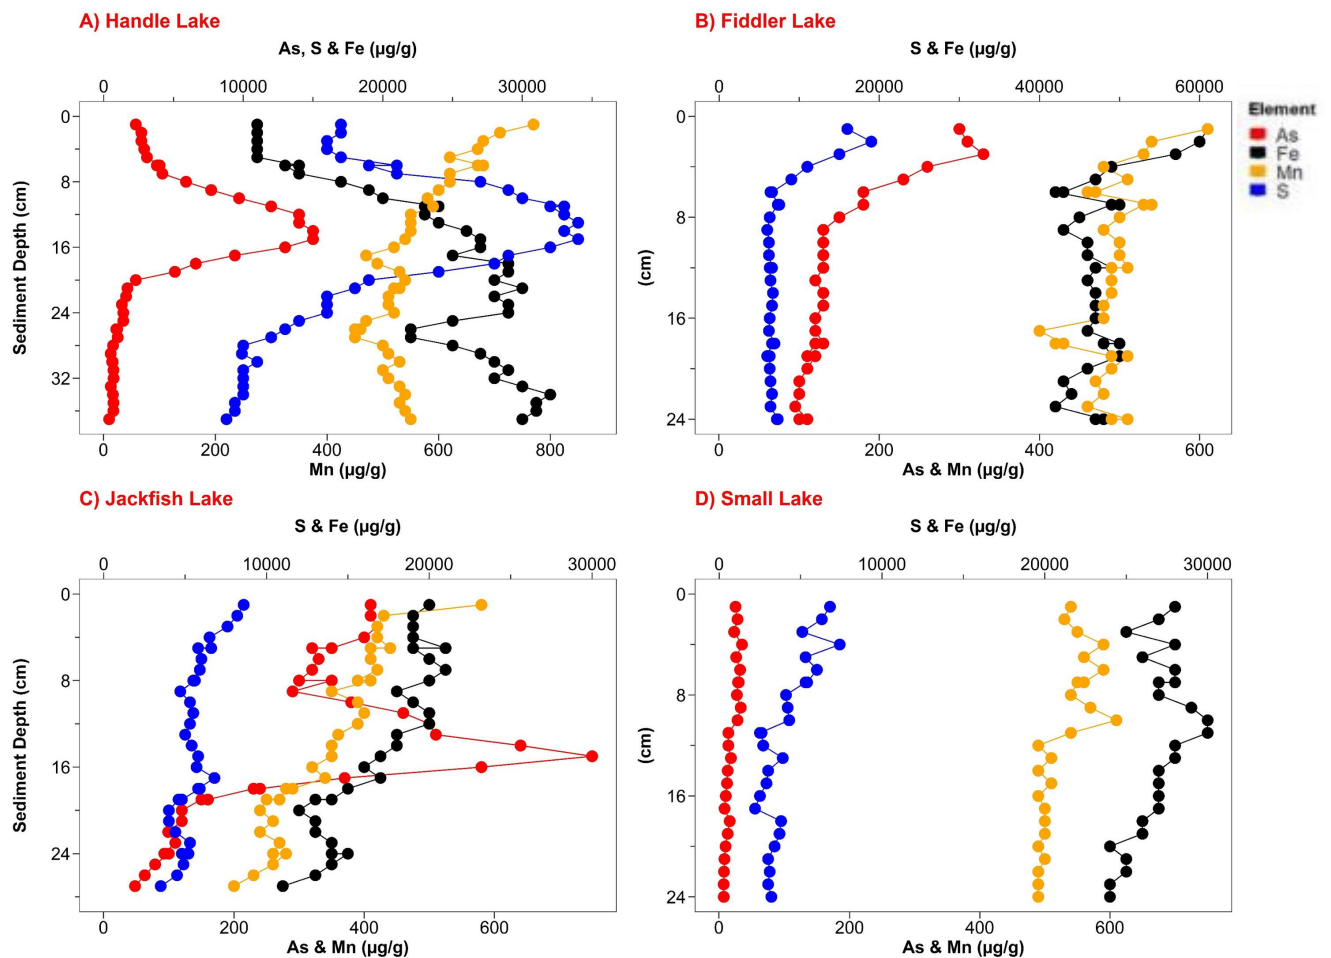 A) Handle Lake
As, S & Fe (µg/g)
0 10000 20000 30000
Sediment Depth (cm)
0
8
16
24
32
0 200 400 600 800
Mn (µg/g)
B) Fiddler Lake
S & Fe (µg/g)
0 20000 40000 60000
(cm)
0
8
16
24
0 200 400 600
As & Mn (µg/g)
Element
As
Fe
Mn
S
C) Jackfish Lake
S & Fe (µg/g)
0 10000 20000 30000
Sediment Depth (cm)
0
8
16
24
0 200 400 600
As & Mn (µg/g)
D) Small Lake
S & Fe (µg/g)
0 10000 20000 30000
(cm)
0
8
16
24
0 200 400 600
As & Mn (µg/g)